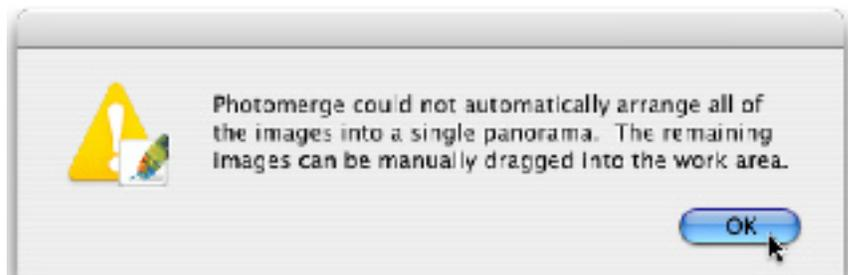 Photomerge could not automatically arrange all of
the images into a single panorama. The remaining
images can be manually dragged into the work area.
OK